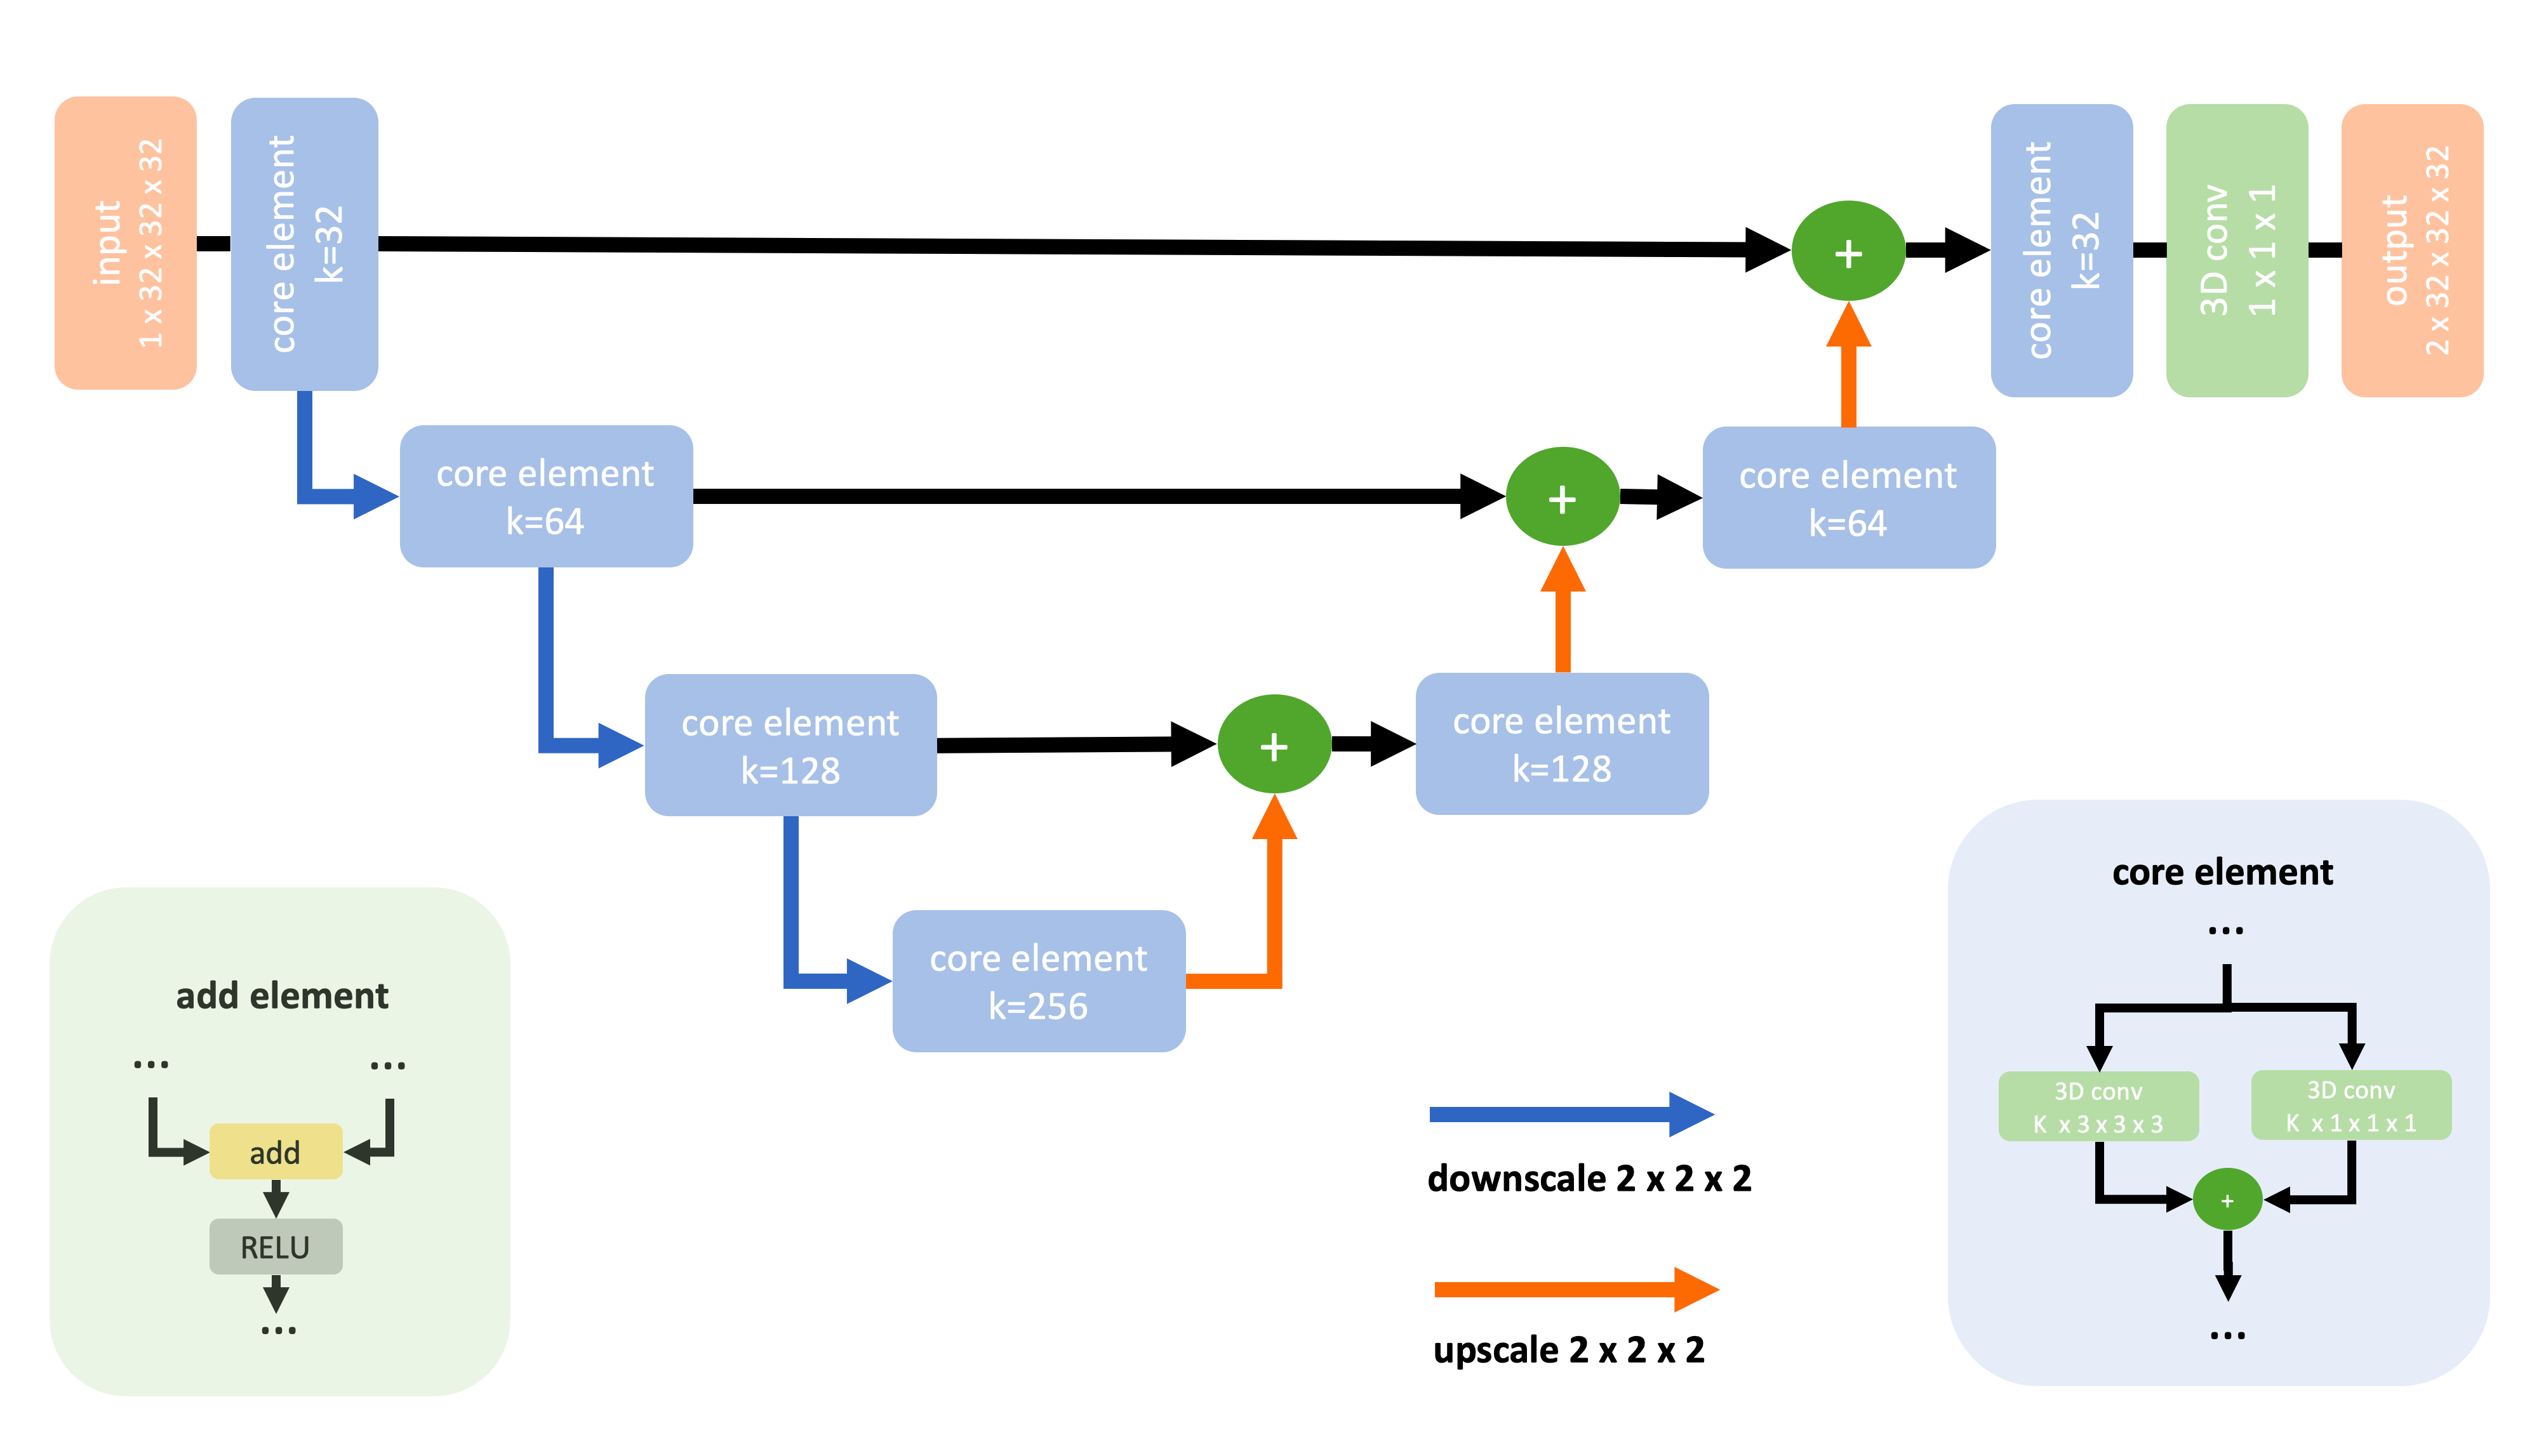 input
1 x 32 x 32 x 32
core element
k=32
+
core element
k=32
3D conv
1 x 1 x 1
output
2 x 32 x 32 x 32
core element
k=64
+
core element
k=64
core element
k=128
+
core element
k=128
core element
k=256
add element
...
...
add
RELU
...
downscale 2 x 2 x 2
upscale 2 x 2 x 2
core element
...
3D conv
K x 3 x 3 x 3
3D conv
K x 1 x 1 x 1
+
...